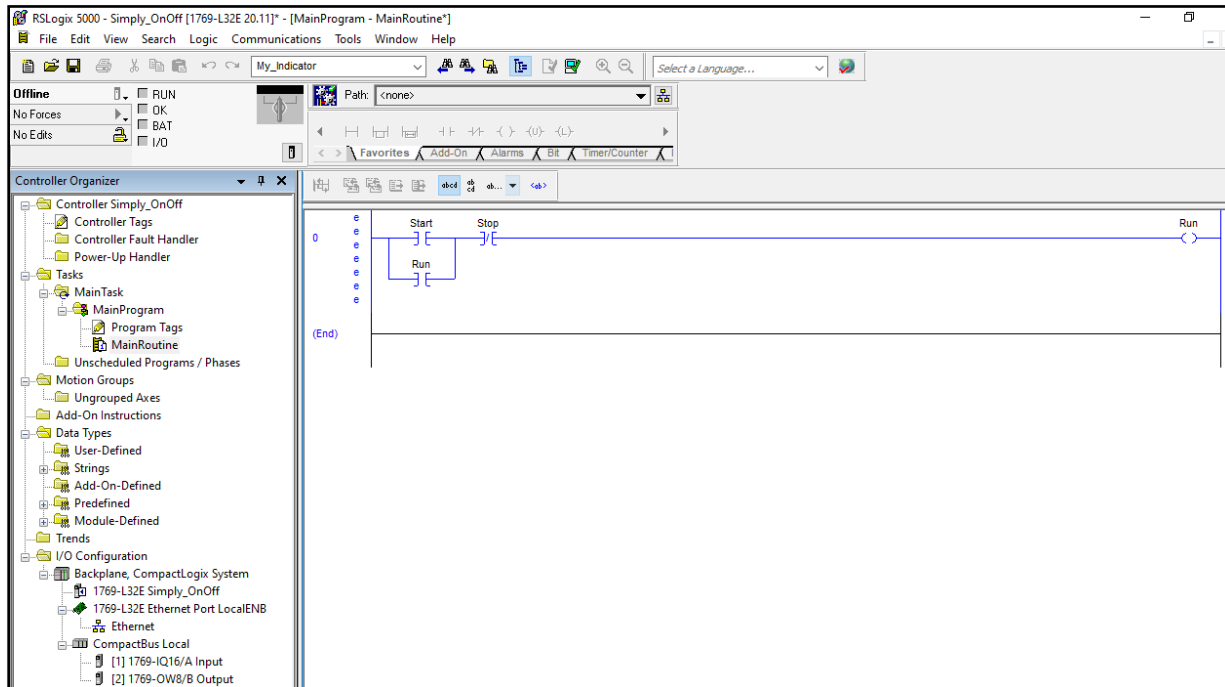 RSLogix 5000 - Simply_OnOff [1769-L32E 20.11]* - [MainProgram - MainRoutine*]
File Edit View Search Logic Communications Tools Window Help
My_Indicator
Select a Language...
Offline
RUN
Path: <none>
No Forces
OK
BAT
No Edits
I/O
Favorites Add-On Alarms Bit Timer/Counter
Controller Organizer
abcd ab cd ab... <ab>
Controller Simply_OnOff
Controller Tags
Controller Fault Handler
Power-Up Handler
Tasks
MainTask
MainProgram
Program Tags
MainRoutine
Unscheduled Programs / Phases
Motion Groups
Ungrouped Axes
Add-On Instructions
Data Types
User-Defined
Strings
Add-On-Defined
Predefined
Module-Defined
Trends
I/O Configuration
Backplane, CompactLogix System
1769-L32E Simply_OnOff
1769-L32E Ethernet Port LocalENB
Ethernet
CompactBus Local
[1] 1769-IQ16/A Input
[2] 1769-OW8/B Output
0
e
e
e
e
e
e
e
Start Stop Run
Run
(End)